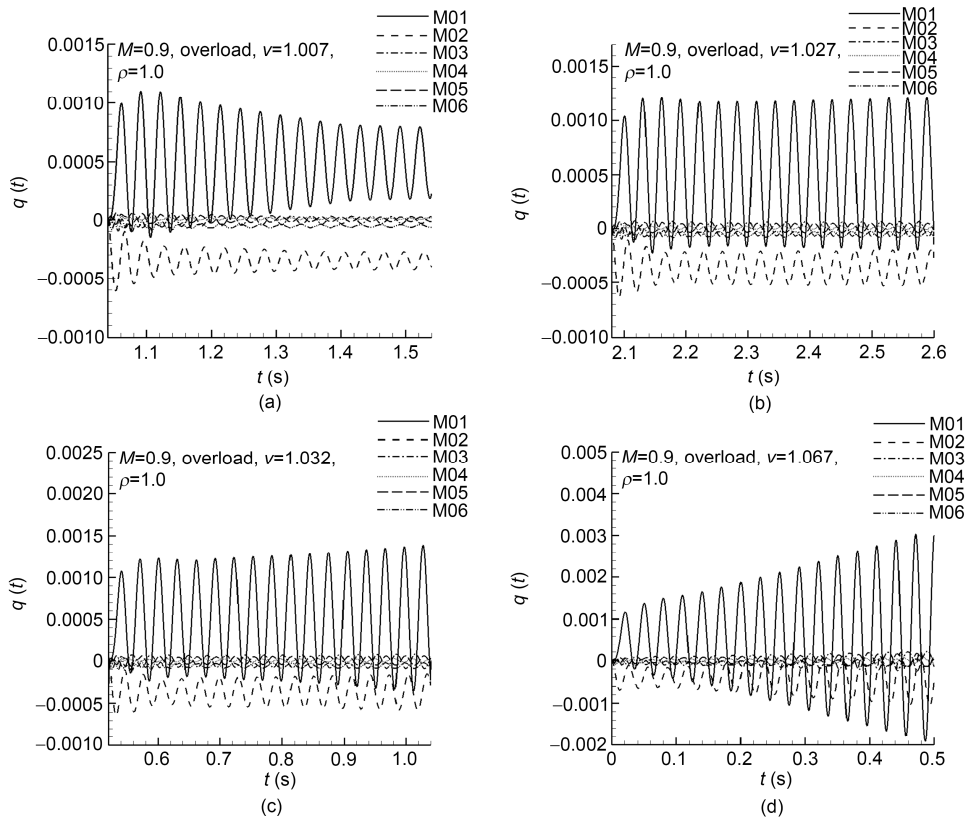 M01
M02
M03
M04
M05
M06
M=0.9, overload, v=1.007,
ρ=1.0
0.0015
0.0010
0.0005
0
−0.0005
−0.0010
q (t)
1.1 1.2 1.3 1.4 1.5
t (s)
(a)
M01
M02
M03
M04
M05
M06
M=0.9, overload, v=1.027,
ρ=1.0
0.0015
0.0010
0.0005
0
−0.0005
−0.0010
q (t)
2.1 2.2 2.3 2.4 2.5 2.6
t (s)
(b)
M01
M02
M03
M04
M05
M06
M=0.9, overload, v=1.032,
ρ=1.0
0.0025
0.0020
0.0015
0.0010
0.0005
0
−0.0005
−0.0010
q (t)
0.6 0.7 0.8 0.9 1.0
t (s)
(c)
M01
M02
M03
M04
M05
M06
M=0.9, overload, v=1.067,
ρ=1.0
0.005
0.004
0.003
0.002
0.001
0
−0.001
−0.002
q (t)
0 0.1 0.2 0.3 0.4 0.5
t (s)
(d)